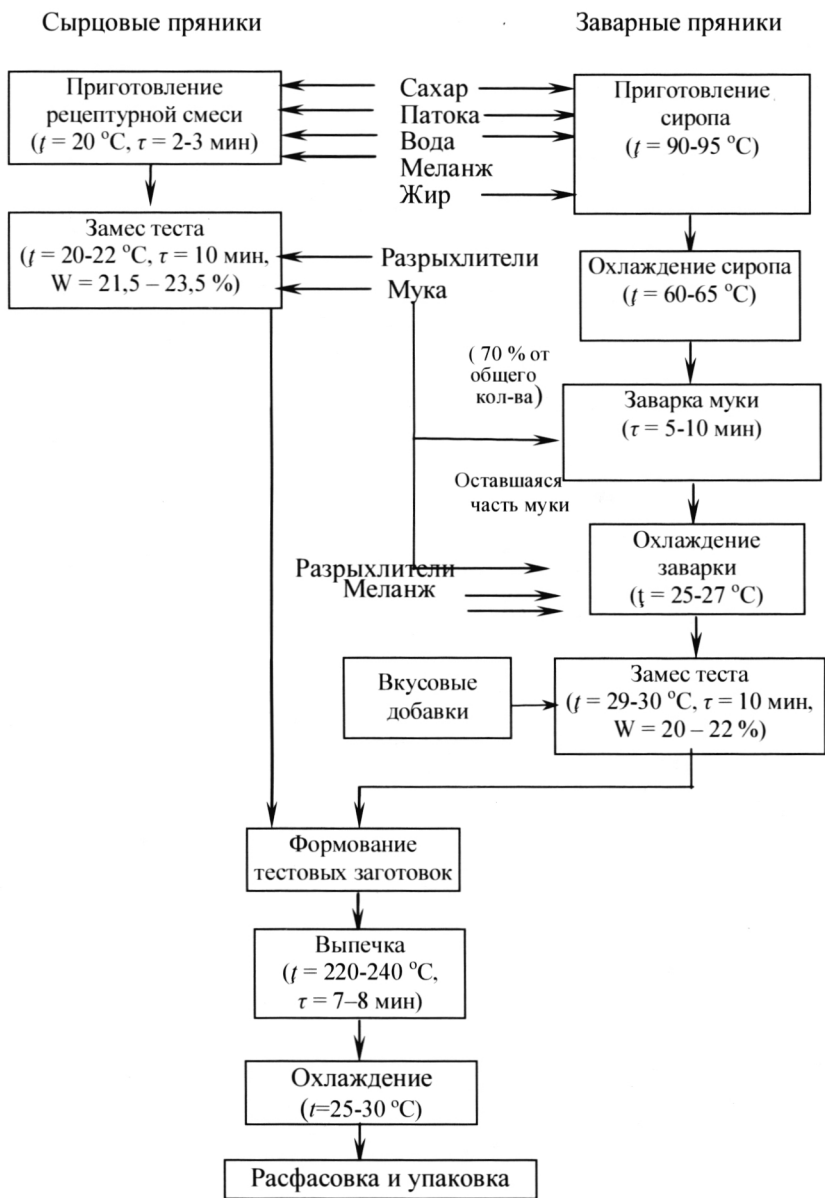 Сырцовые пряники
Заварные пряники
Приготовление
рецептурной смеси
(t = 20 °C, τ = 2-3 мин)
Сахар
Патока
Вода
Меланж
Жир
Приготовление
сиропа
(t = 90-95 °C)
Замес теста
(t = 20-22 °C, τ = 10 мин,
W = 21,5 – 23,5 %)
Разрыхлители
Мука
Охлаждение сиропа
(t = 60-65 °C)
( 70 % от
общего
кол-ва)
Заварка муки
(τ = 5-10 мин)
Оставшаяся
часть муки
Разрыхлители
Меланж
Охлаждение
заварки
(t = 25-27 °C)
Вкусовые
добавки
Замес теста
(t = 29-30 °C, τ = 10 мин,
W = 20 – 22 %)
Формование
тестовых заготовок
Выпечка
(t = 220-240 °C,
τ = 7–8 мин)
Охлаждение
(t=25-30 °C)
Расфасовка и упаковка